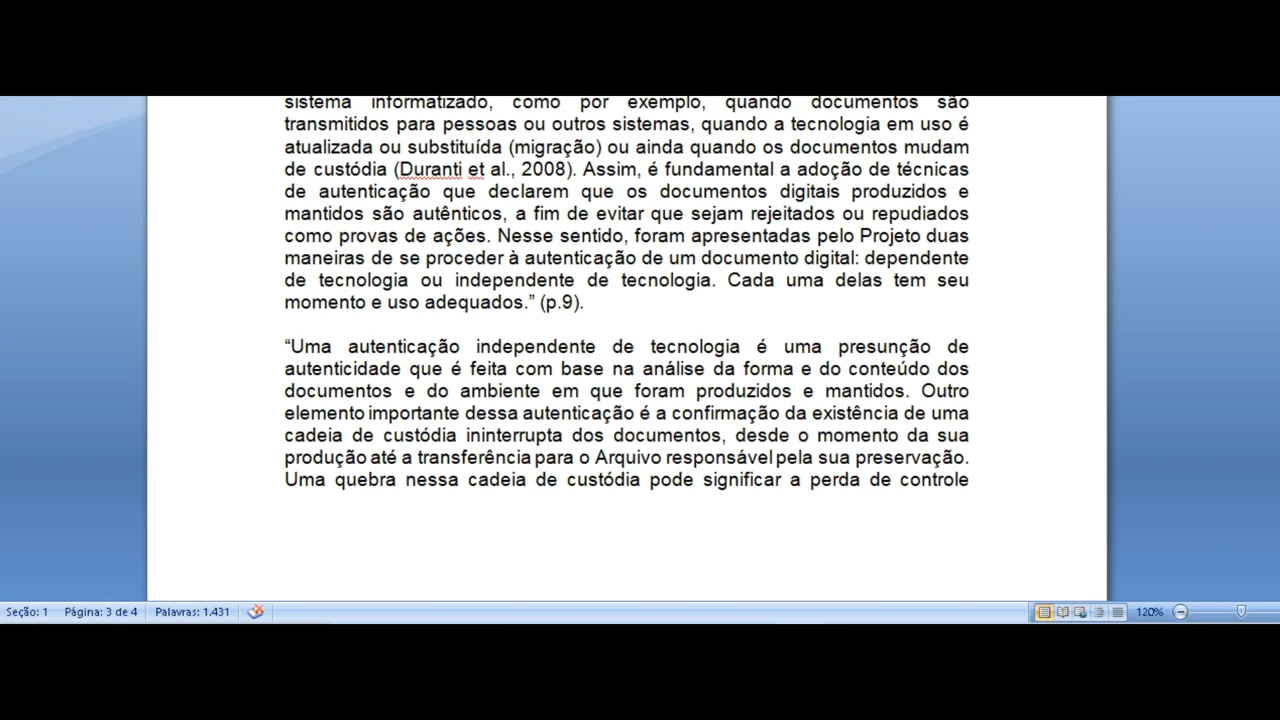 sistema informatizado, como por exemplo, quando documentos são
transmitidos para pessoas ou outros sistemas, quando a tecnologia em uso é
atualizada ou substituída (migração) ou ainda quando os documentos mudam
de custódia (Duranti et al., 2008). Assim, é fundamental a adoção de técnicas
de autenticação que declarem que os documentos digitais produzidos e
mantidos são autênticos, a fim de evitar que sejam rejeitados ou repudiados
como provas de ações. Nesse sentido, foram apresentadas pelo Projeto duas
maneiras de se proceder à autenticação de um documento digital: dependente
de tecnologia ou independente de tecnologia. Cada uma delas tem seu
momento e uso adequados.” (p.9).
“Uma autenticação independente de tecnologia é uma presunção de
autenticidade que é feita com base na análise da forma e do conteúdo dos
documentos e do ambiente em que foram produzidos e mantidos. Outro
elemento importante dessa autenticação é a confirmação da existência de uma
cadeia de custódia ininterrupta dos documentos, desde o momento da sua
produção até a transferência para o Arquivo responsável pela sua preservação.
Uma quebra nessa cadeia de custódia pode significar a perda de controle
Seção: 1 Página: 3 de 4 Palavras: 1.431 120%